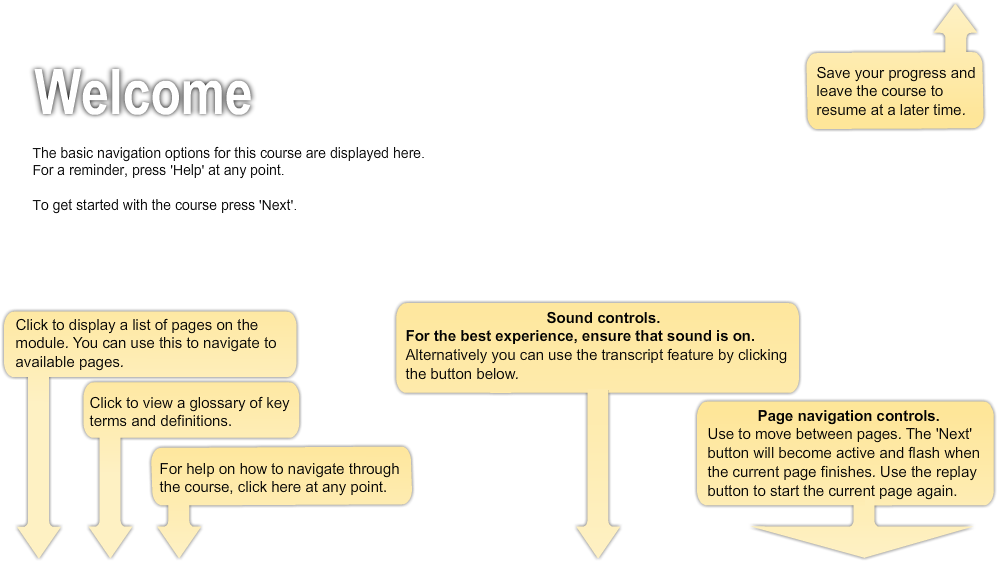 Save your progress and
leave the course to
resume at a later time.
Welcome
The basic navigation options for this course are displayed here.
For a reminder, press 'Help' at any point.
To get started with the course press 'Next'.
Click to display a list of pages on the
module. You can use this to navigate to
available pages.
Click to view a glossary of key
terms and definitions.
For help on how to navigate through
the course, click here at any point.
Sound controls.
For the best experience, ensure that sound is on.
Alternatively you can use the transcript feature by clicking
the button below.
Page navigation controls.
Use to move between pages. The 'Next'
button will become active and flash when
the current page finishes. Use the replay
button to start the current page again.